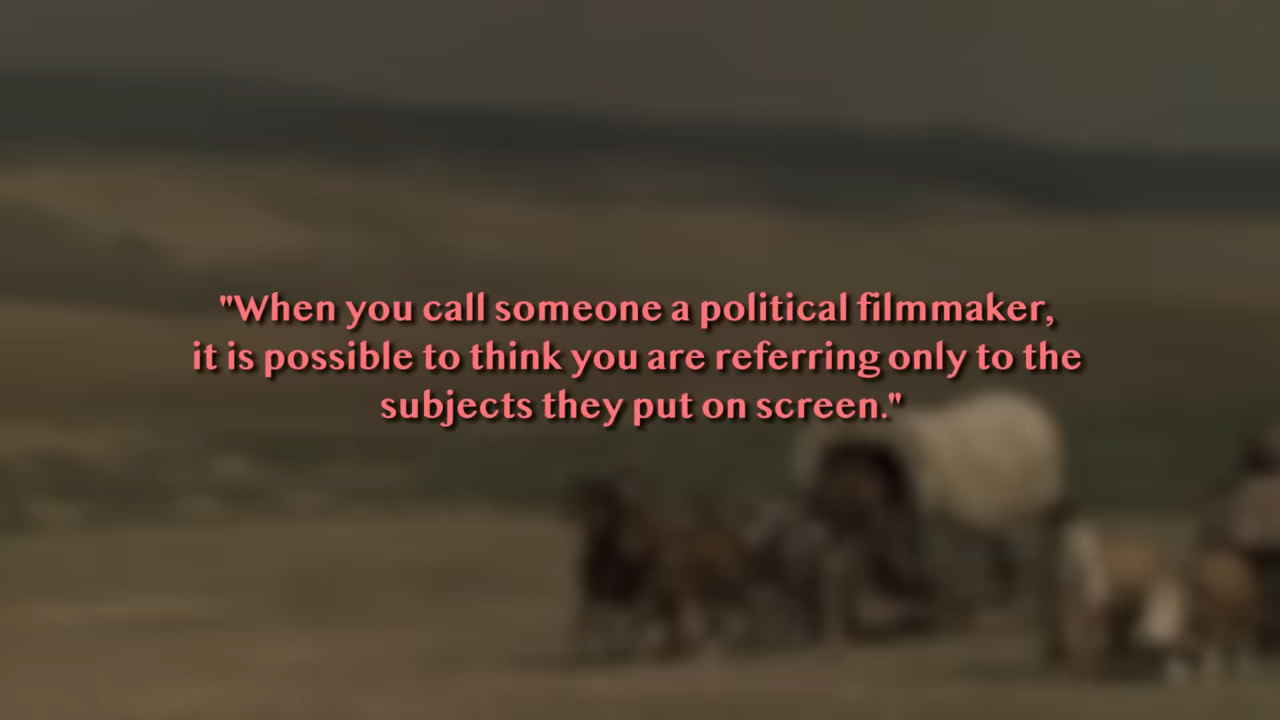 "When you call someone a political filmmaker,
it is possible to think you are referring only to the
subjects they put on screen."